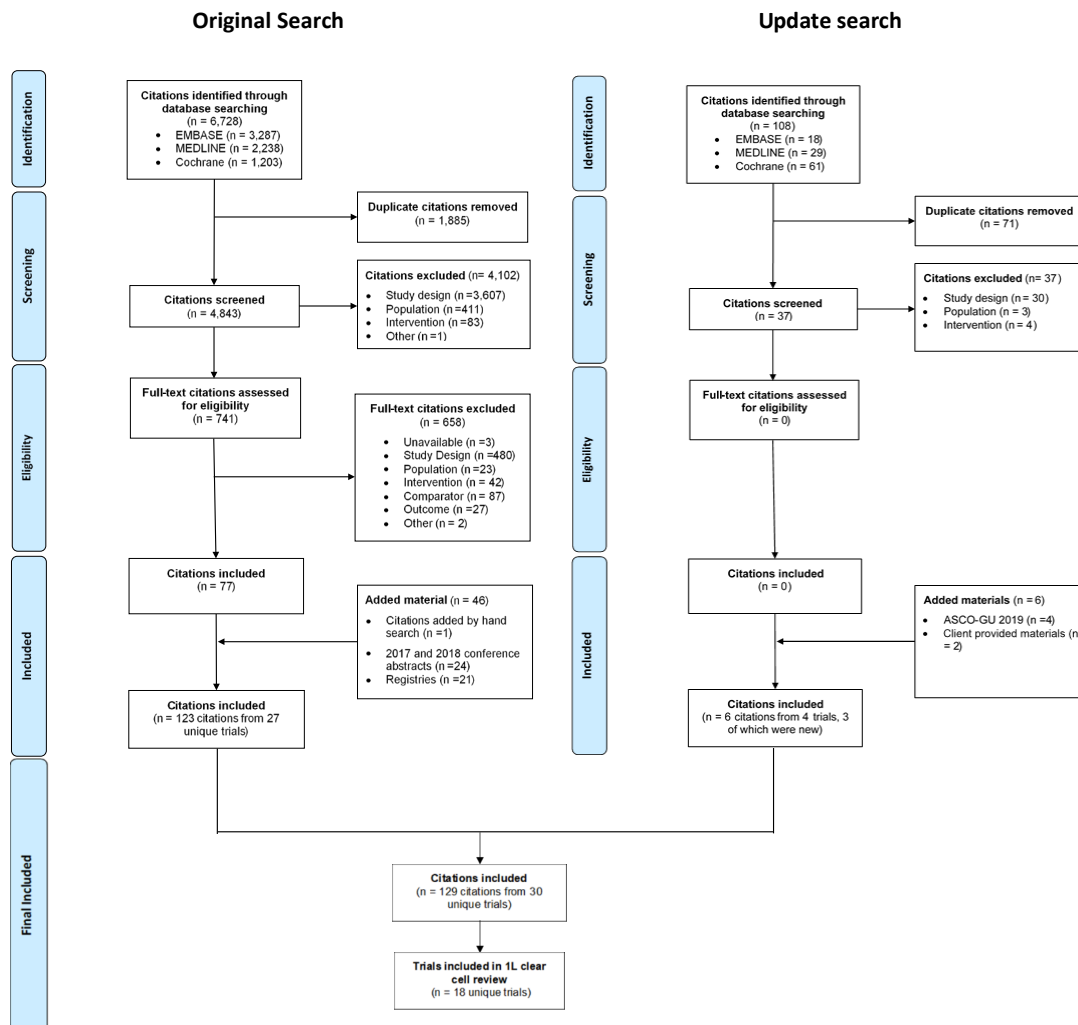 Original Search
Update search
Identification
Citations identified through
database searching
(n = 6,728)
• EMBASE (n = 3,287)
• MEDLINE (n = 2,238)
• Cochrane (n = 1,203)
Duplicate citations removed
(n = 1,885)
Screening
Citations excluded (n= 4,102)
• Study design (n =3,607)
• Population (n =411)
• Intervention (n =83)
• Other (n =1)
Citations screened
(n = 4,843)
Eligibility
Full-text citations assessed
for eligibility
(n = 741)
Full-text citations excluded
(n = 658)
• Unavailable (n =3)
• Study Design (n =480)
• Population (n =23)
• Intervention (n = 42)
• Comparator (n = 87)
• Outcome (n =27)
• Other (n = 2)
Included
Citations included
(n = 77)
Added material (n = 46)
• Citations added by hand
search (n =1)
• 2017 and 2018 conference
abstracts (n =24)
• Registries (n =21)
Citations included
(n = 123 citations from 27
unique trials)
Identification
Citations identified through
database searching
(n = 108)
• EMBASE (n = 18)
• MEDLINE (n = 29)
• Cochrane (n = 61)
Duplicate citations removed
(n = 71)
Screening
Citations excluded (n= 37)
• Study design (n = 30)
• Population (n = 3)
• Intervention (n = 4)
Citations screened
(n = 37)
Eligibility
Full-text citations assessed
for eligibility
(n = 0)
Included
Citations included
(n = 0)
Added materials (n = 6)
• ASCO-GU 2019 (n =4)
• Client provided materials (n
= 2)
Citations included
(n = 6 citations from 4 trials, 3
of which were new)
Final Included
Citations included
(n = 129 citations from 30
unique trials)
Trials included in 1L clear
cell review
(n = 18 unique trials)